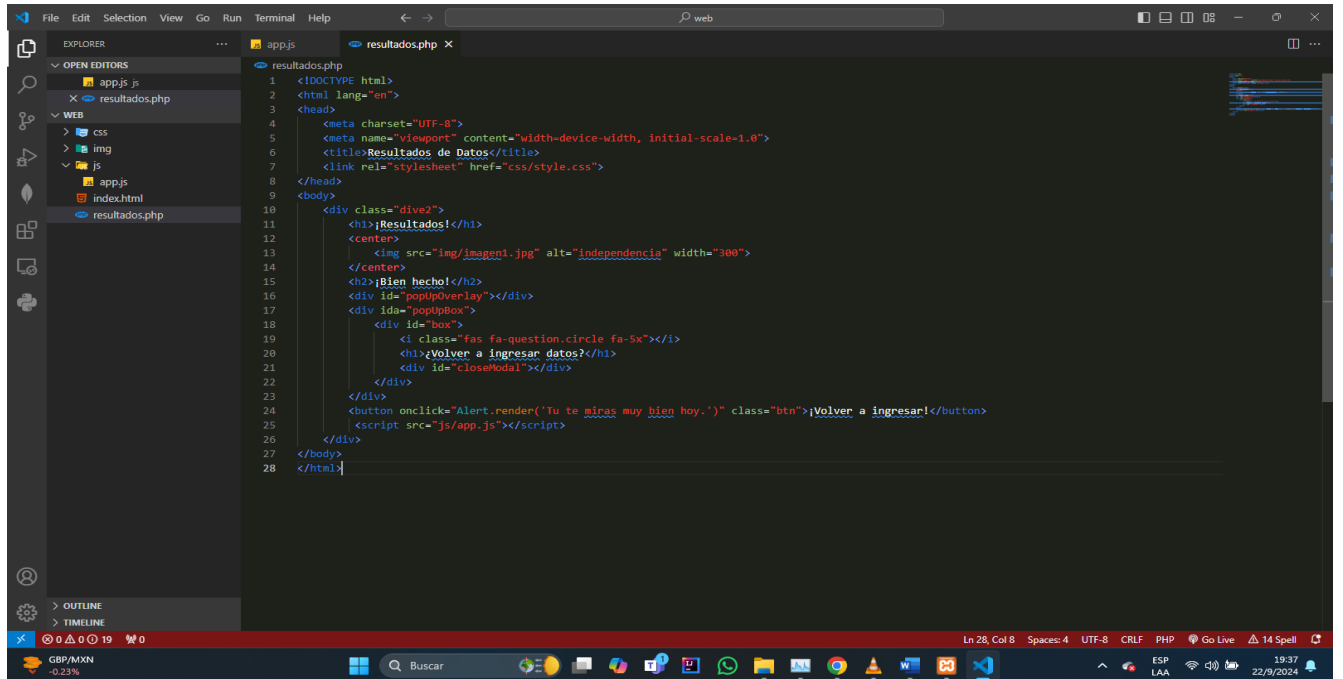 File Edit Selection View Go Run Terminal Help
web
EXPLORER
OPEN EDITORS
app.js js
resultados.php
WEB
css
img
js
app.js
index.html
resultados.php
OUTLINE
TIMELINE
app.js
resultados.php
resultados.php
1 <!DOCTYPE html>
2 <html lang="en">
3 <head>
4 <meta charset="UTF-8">
5 <meta name="viewport" content="width=device-width, initial-scale=1.0">
6 <title>Resultados de Datos</title>
7 <link rel="stylesheet" href="css/style.css">
8 </head>
9 <body>
10 <div class="dive2">
11 <h1>¡Resultados!</h1>
12 <center>
13 <img src="img/imagen1.jpg" alt="independencia" width="300">
14 </center>
15 <h2>¡Bien hecho!</h2>
16 <div id="popUpOverlay"></div>
17 <div ida="popUpBox">
18 <div id="box">
19 <i class="fas fa-question.circle fa-5x"></i>
20 <h1>¿Volver a ingresar datos?</h1>
21 <div id="closeModal"></div>
22 </div>
23 </div>
24 <button onclick="Alert.render('Tu te miras muy bien hoy.')" class="btn">¡Volver a ingresar!</button>
25 <script src="js/app.js"></script>
26 </div>
27 </body>
28 </html>
0 0 19 0
Ln 28, Col 8 Spaces: 4 UTF-8 CRLF PHP Go Live 14 Spell
GBP/MXN
-0.23%
Buscar
ESP
LAA
19:37
22/9/2024